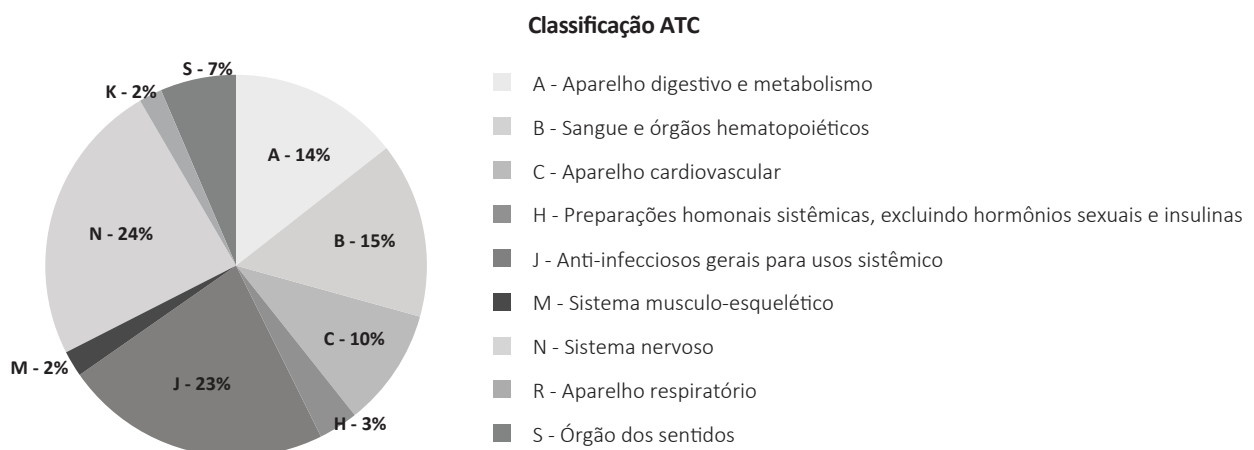 Classificação ATC
S - 7%
K - 2%
A - 14%
N - 24%
B - 15%
C - 10%
M - 2%
J - 23%
H - 3%
A - Aparelho digestivo e metabolismo
B - Sangue e órgãos hematopoiéticos
C - Aparelho cardiovascular
H - Preparações homonais sistêmicas, excluindo hormônios sexuais e insulinas
J - Anti-infecciosos gerais para usos sistêmico
M - Sistema musculo-esquelético
N - Sistema nervoso
R - Aparelho respiratório
S - Órgão dos sentidos